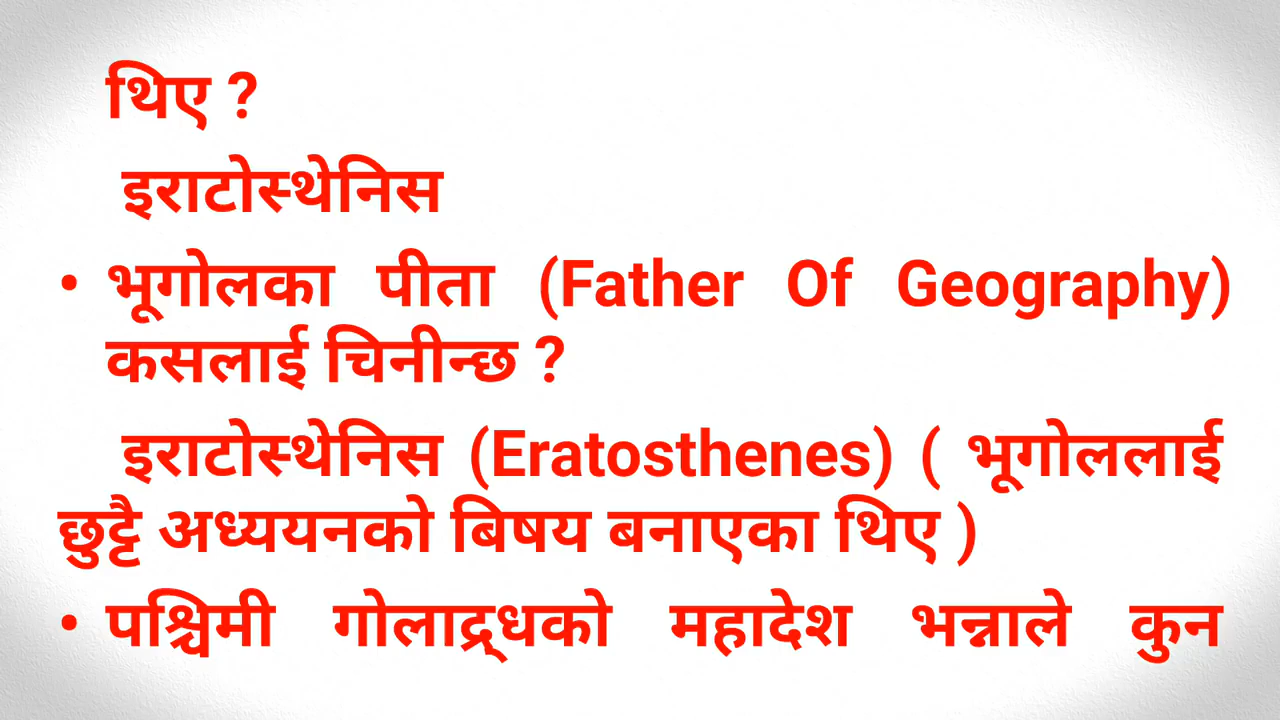 थिए ?
इराटोस्थेनिस
• भूगोलका पीता (Father Of Geography)
कसलाई चिनीन्छ ?
इराटोस्थेनिस (Eratosthenes) ( भूगोललाई
छुट्टै अध्ययनको बिषय बनाएका थिए )
• पश्चिमी गोलाद्र्धको महादेश भन्नाले कुन